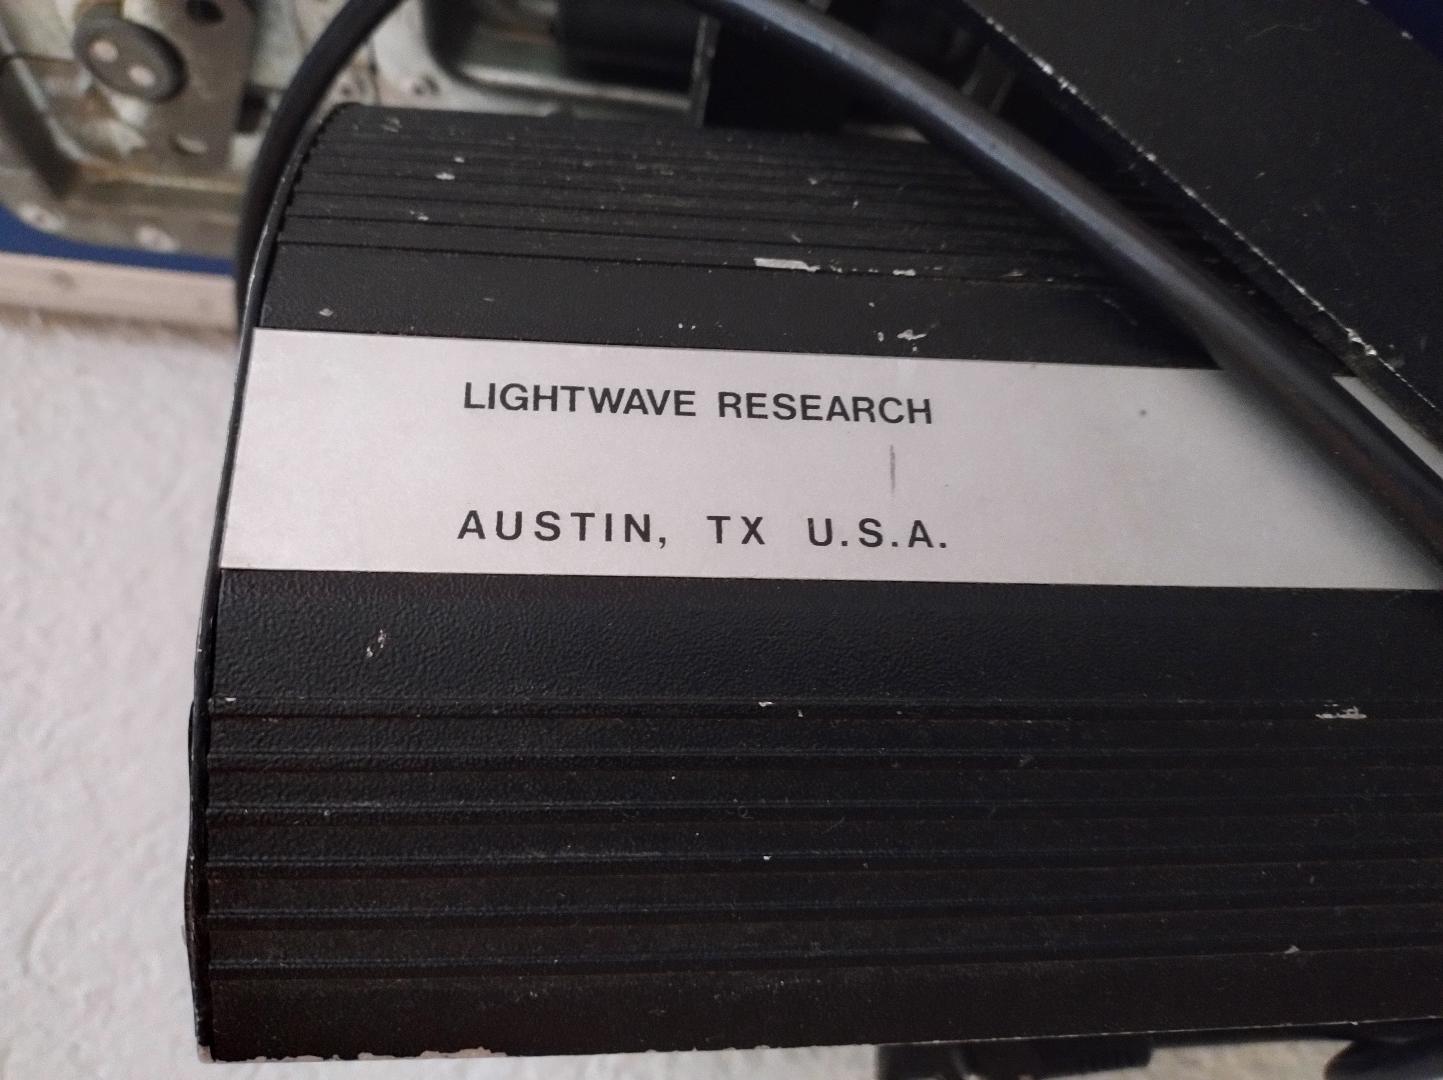 LIGHTWAVE RESEARCH
AUSTIN, TX U.S.A.